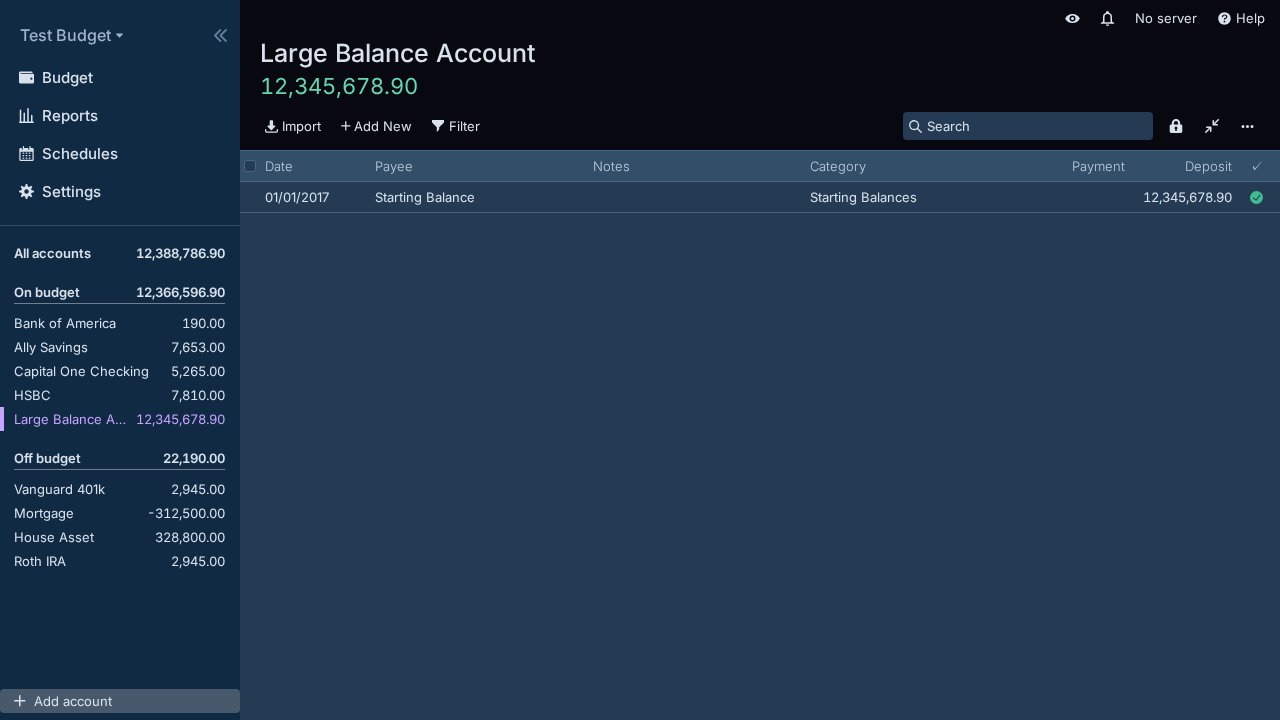 Test Budget
Budget
Reports
Schedules
Settings
All accounts 12,388,786.90
On budget 12,366,596.90
Bank of America 190.00
Ally Savings 7,653.00
Capital One Checking 5,265.00
HSBC 7,810.00
Large Balance A... 12,345,678.90
Off budget 22,190.00
Vanguard 401k 2,945.00
Mortgage -312,500.00
House Asset 328,800.00
Roth IRA 2,945.00
Add account
No server Help
Large Balance Account
12,345,678.90
Import Add New Filter Search
Date Payee Notes Category Payment Deposit ✓
01/01/2017 Starting Balance Starting Balances 12,345,678.90